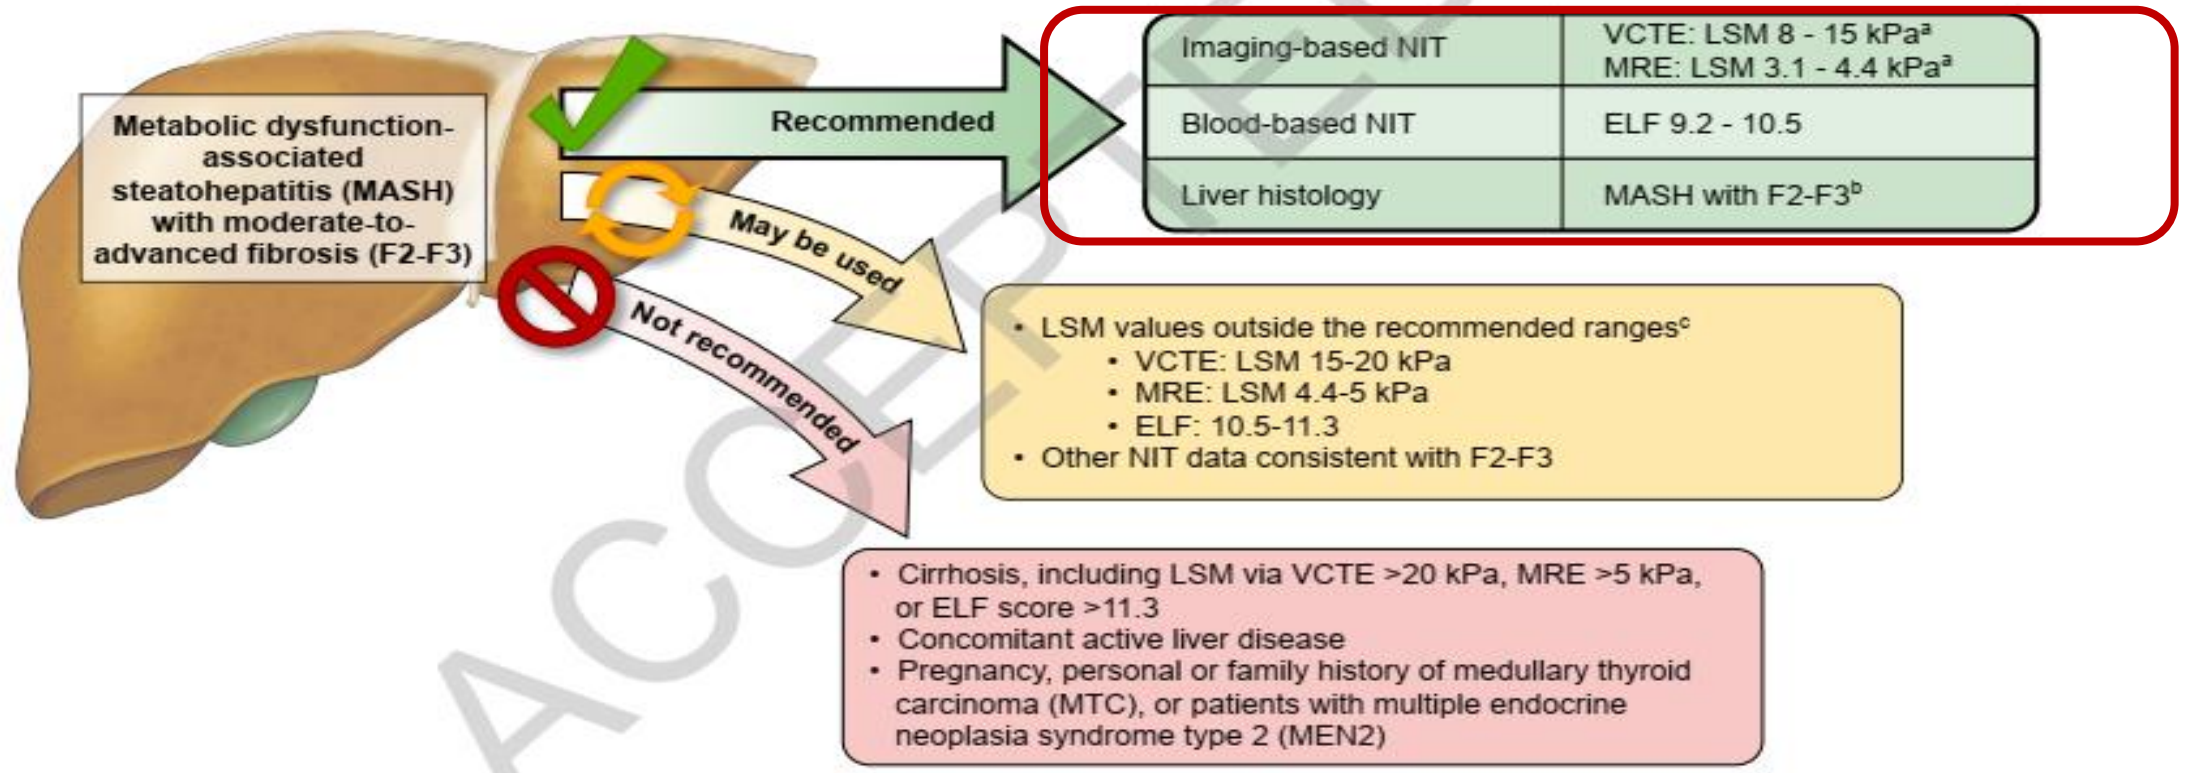 Metabolic dysfunction-
associated
steatohepatitis (MASH)
with moderate-to-
advanced fibrosis (F2-F3)
Recommended
Imaging-based NIT
VCTE: LSM 8 - 15 kPaᵃ
MRE: LSM 3.1 - 4.4 kPaᵃ
Blood-based NIT
ELF 9.2 - 10.5
Liver histology
MASH with F2-F3ᵇ
May be used
• LSM values outside the recommended rangesᶜ
• VCTE: LSM 15-20 kPa
• MRE: LSM 4.4-5 kPa
• ELF: 10.5-11.3
• Other NIT data consistent with F2-F3
Not recommended
• Cirrhosis, including LSM via VCTE >20 kPa, MRE >5 kPa,
or ELF score >11.3
• Concomitant active liver disease
• Pregnancy, personal or family history of medullary thyroid
carcinoma (MTC), or patients with multiple endocrine
neoplasia syndrome type 2 (MEN2)
ACCEPTE